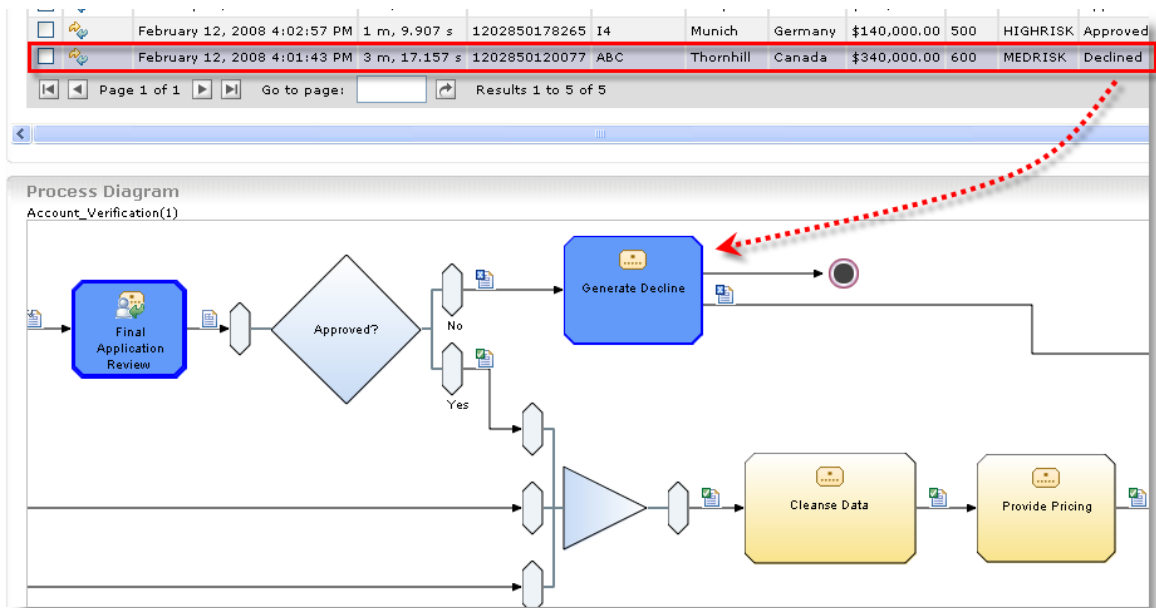 February 12, 2008 4:02:57 PM 1 m, 9.907 s 1202850178265 I4 Munich Germany $140,000.00 500 HIGHRISK Approved
February 12, 2008 4:01:43 PM 3 m, 17.157 s 1202850120077 ABC Thornhill Canada $340,000.00 600 MEDRISK Declined
Page 1 of 1 Go to page: Results 1 to 5 of 5
Process Diagram
Account_Verification(1)
Generate Decline
Final
Application
Review
Approved?
No
Yes
Cleanse Data
Provide Pricing